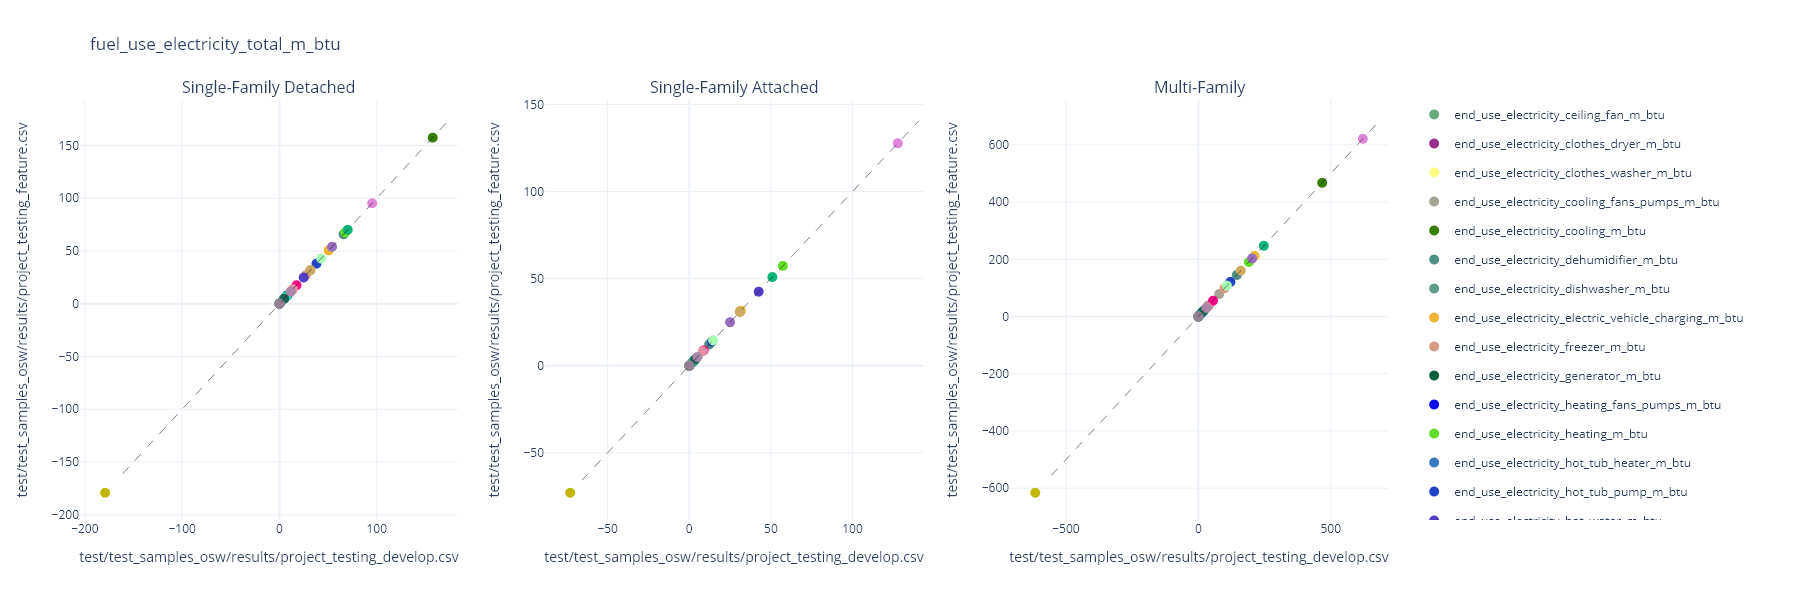 fuel_use_electricity_total_m_btu
Single-Family Detached
Single-Family Attached
Multi-Family
test/test_samples_osw/results/project_testing_feature.csv
150
100
50
0
−50
−100
−150
−200
−200
−100
0
100
test/test_samples_osw/results/project_testing_develop.csv
test/test_samples_osw/results/project_testing_feature.csv
150
100
50
0
−50
−50
0
50
100
test/test_samples_osw/results/project_testing_develop.csv
test/test_samples_osw/results/project_testing_feature.csv
600
400
200
0
−200
−400
−600
−500
0
500
test/test_samples_osw/results/project_testing_develop.csv
end_use_electricity_ceiling_fan_m_btu
end_use_electricity_clothes_dryer_m_btu
end_use_electricity_clothes_washer_m_btu
end_use_electricity_cooling_fans_pumps_m_btu
end_use_electricity_cooling_m_btu
end_use_electricity_dehumidifier_m_btu
end_use_electricity_dishwasher_m_btu
end_use_electricity_electric_vehicle_charging_m_btu
end_use_electricity_freezer_m_btu
end_use_electricity_generator_m_btu
end_use_electricity_heating_fans_pumps_m_btu
end_use_electricity_heating_m_btu
end_use_electricity_hot_tub_heater_m_btu
end_use_electricity_hot_tub_pump_m_btu